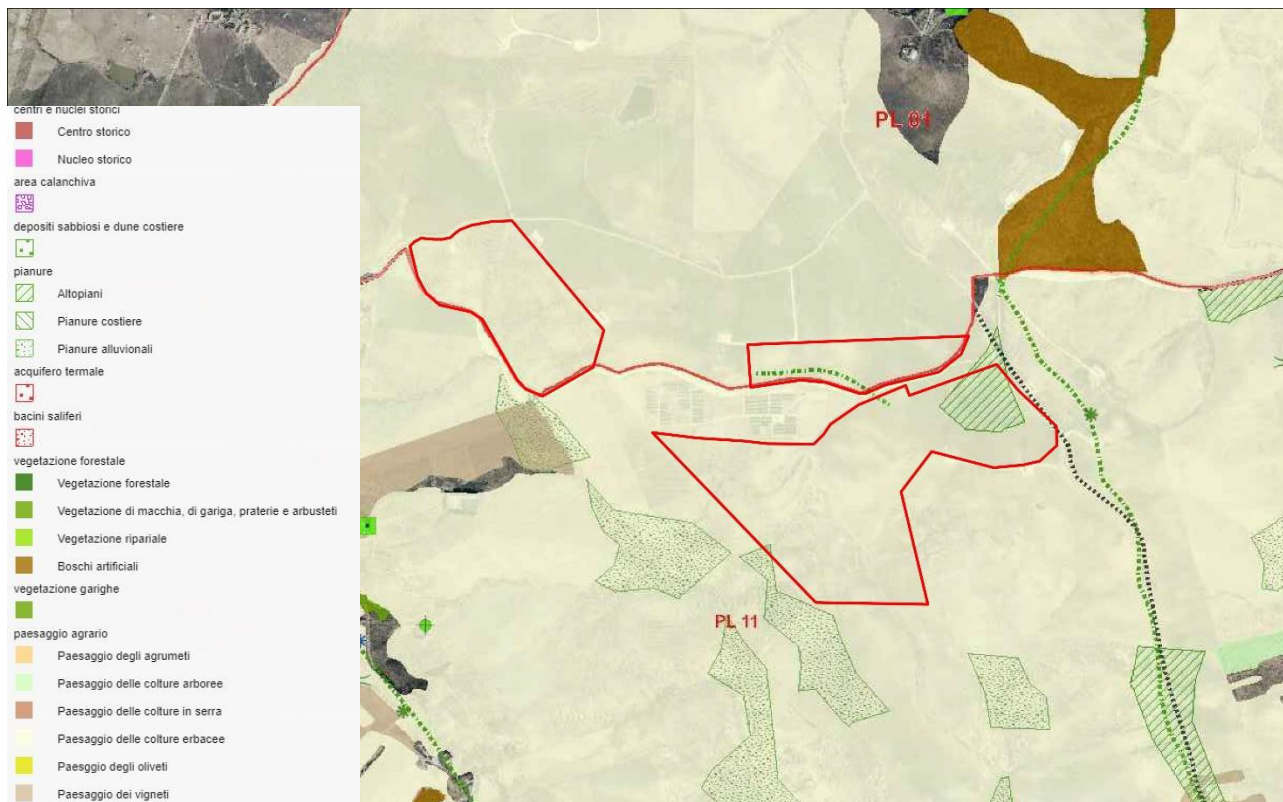 centri e nuclei storici
Centro storico
Nucleo storico
area calanchiva
depositi sabbiosi e dune costiere
pianure
Altopiani
Pianure costiere
Pianure alluvionali
acquifero termale
bacini saliferi
vegetazione forestale
Vegetazione forestale
Vegetazione di macchia, di gariga, praterie e arbusteti
Vegetazione ripariale
Boschi artificiali
vegetazione garighe
paesaggio agrario
Paesaggio degli agrumeti
Paesaggio delle colture arboree
Paesaggio delle colture in serra
Paesaggio delle colture erbacee
Paesggio degli oliveti
Paesaggio dei vigneti
PL 81
PL 11